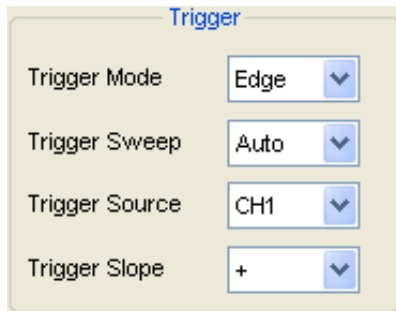 Trigger
Trigger Mode Edge
Trigger Sweep Auto
Trigger Source CH1
Trigger Slope +